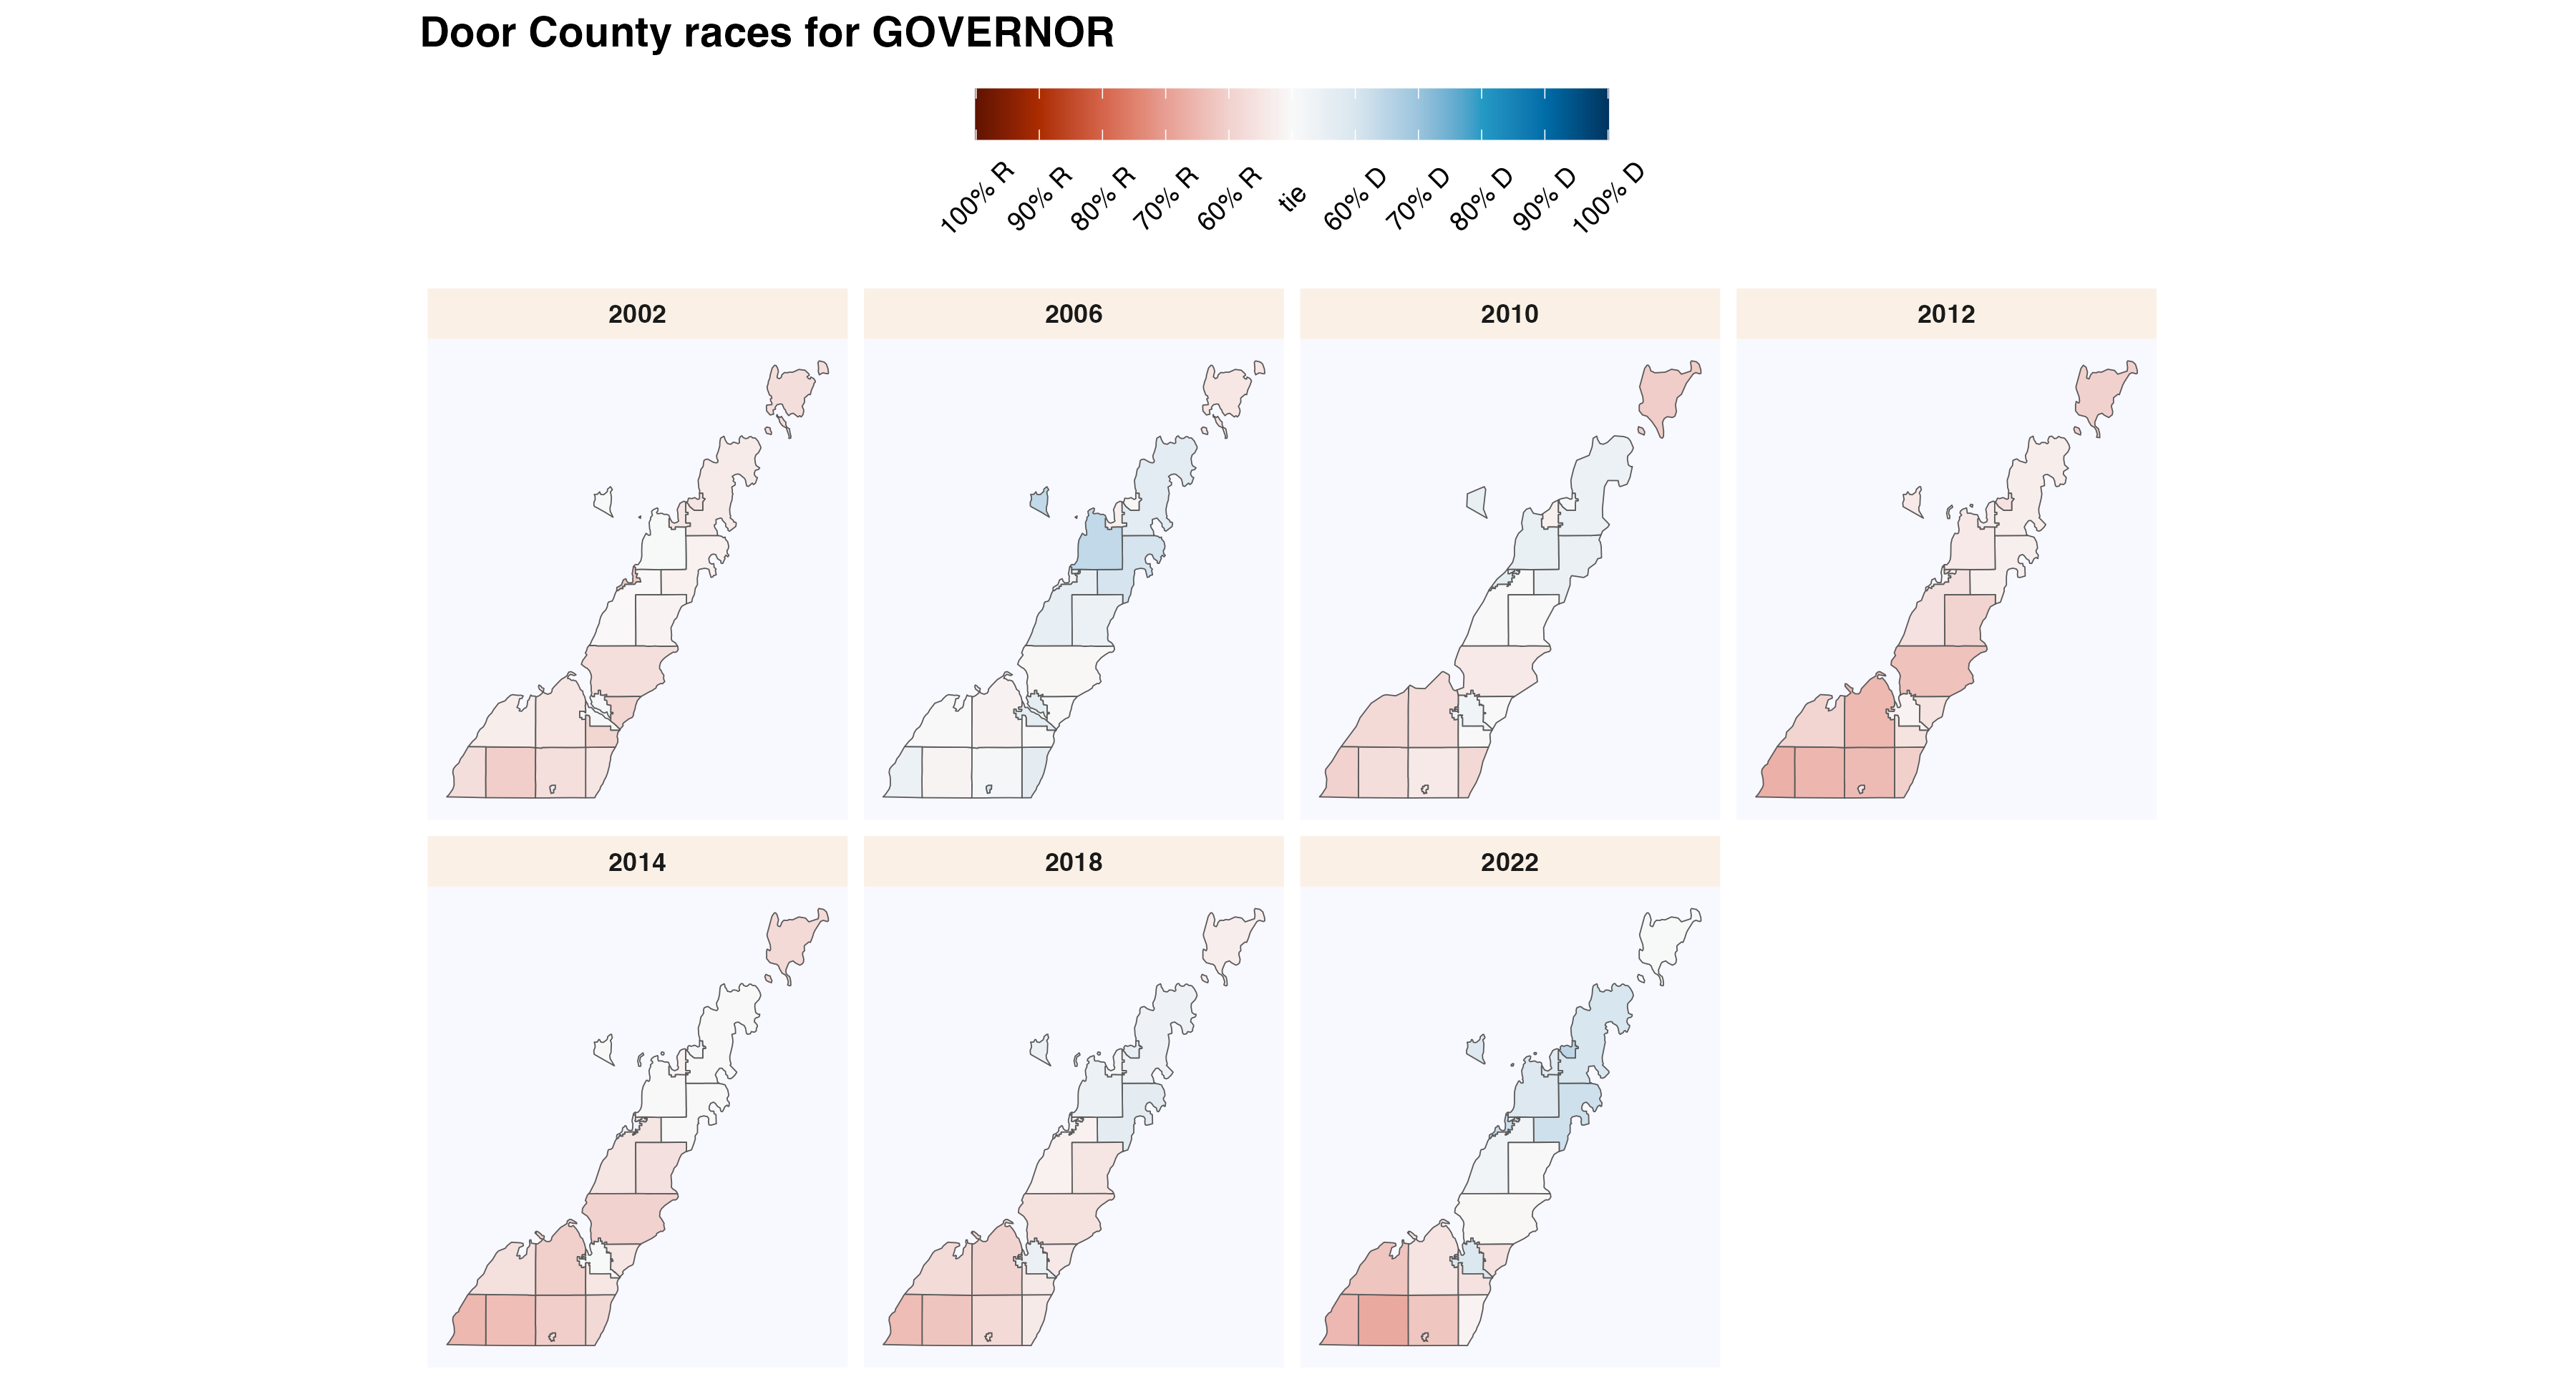 Door County races for GOVERNOR
100% R 90% R 80% R 70% R 60% R tie 60% D 70% D 80% D 90% D 100% D
2002 2006 2010 2012
2014 2018 2022